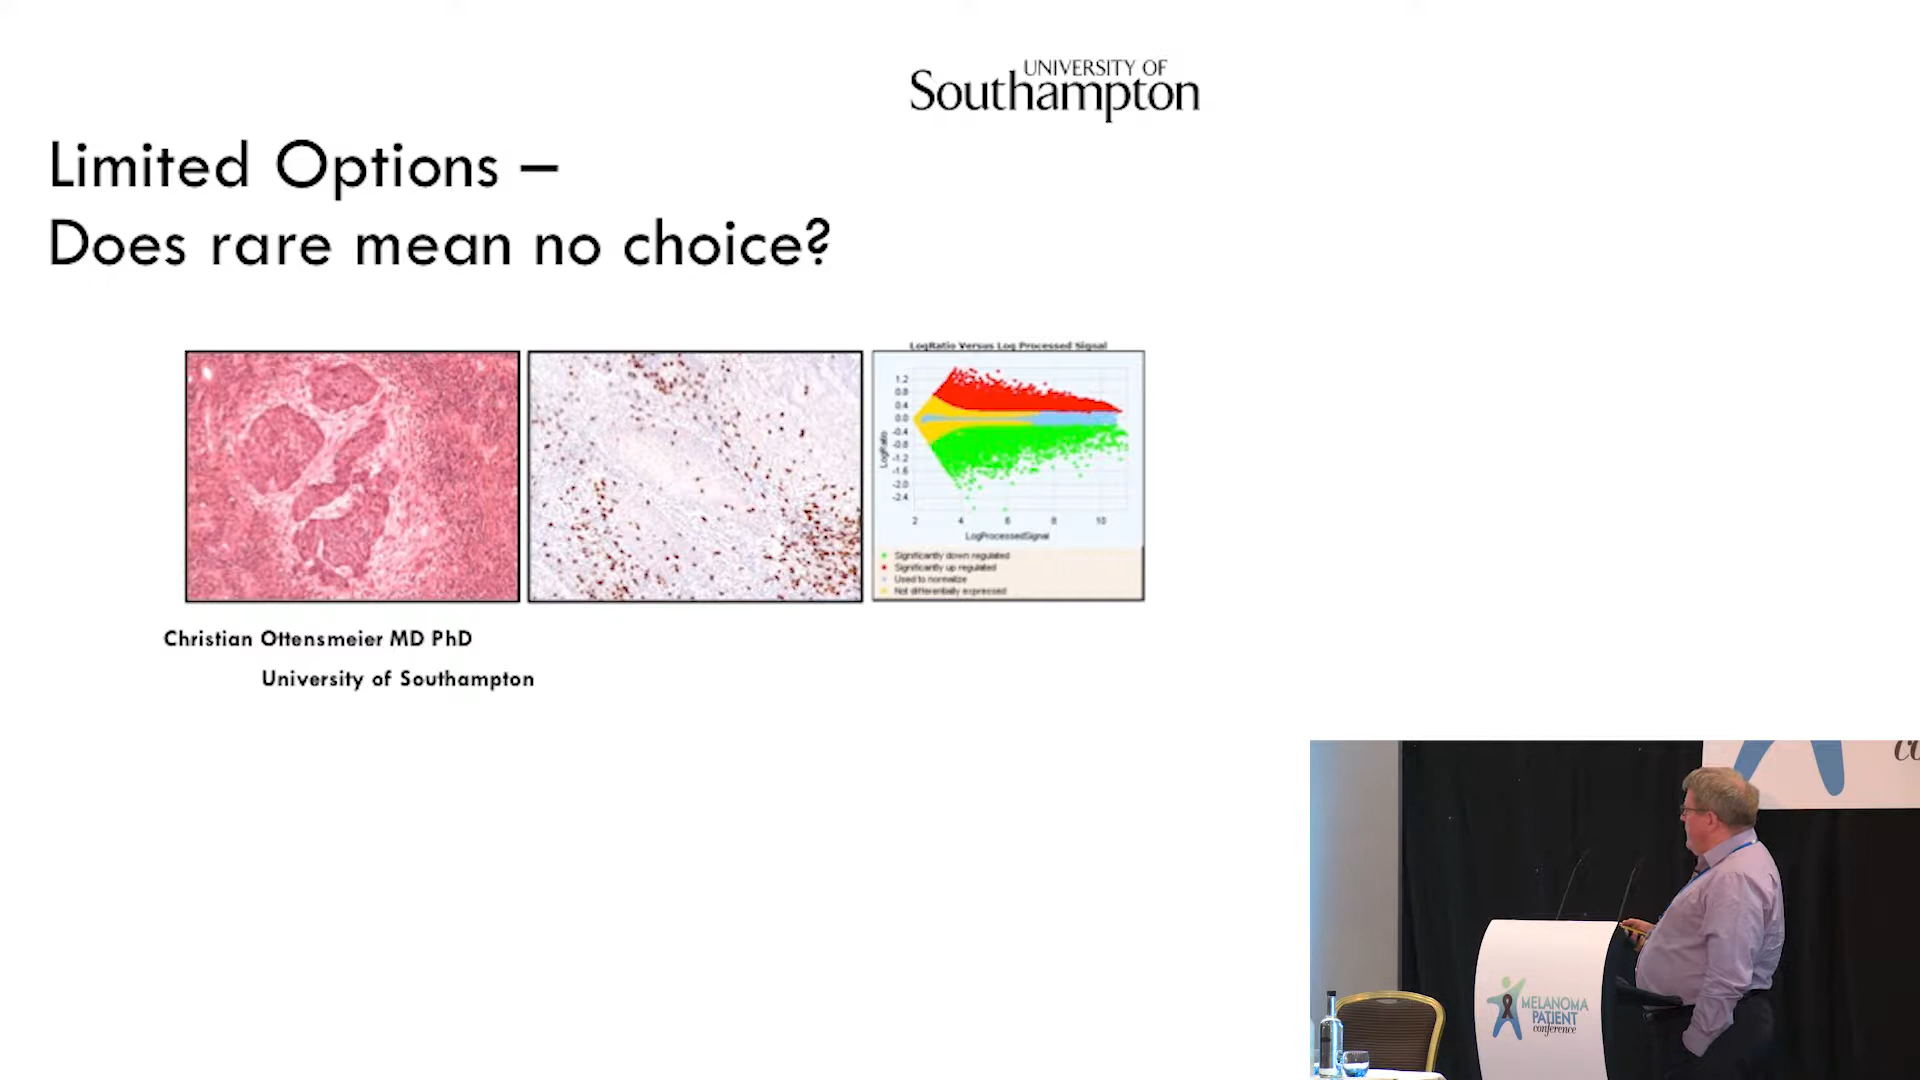 UNIVERSITY OF
Southampton
Limited Options –
Does rare mean no choice?
LogRatio Versus Log Processed Signal
1.2
0.8
0.4
0.0
-0.4
-0.8
-1.2
-1.6
-2.0
-2.4
LogRatio
2 4 6 8 10
LogProcessedSignal
Significantly down regulated
Significantly up regulated
Used to normalize
Not differentially expressed
Christian Ottensmeier MD PhD
University of Southampton
MELANOMA
PATIENT
conference